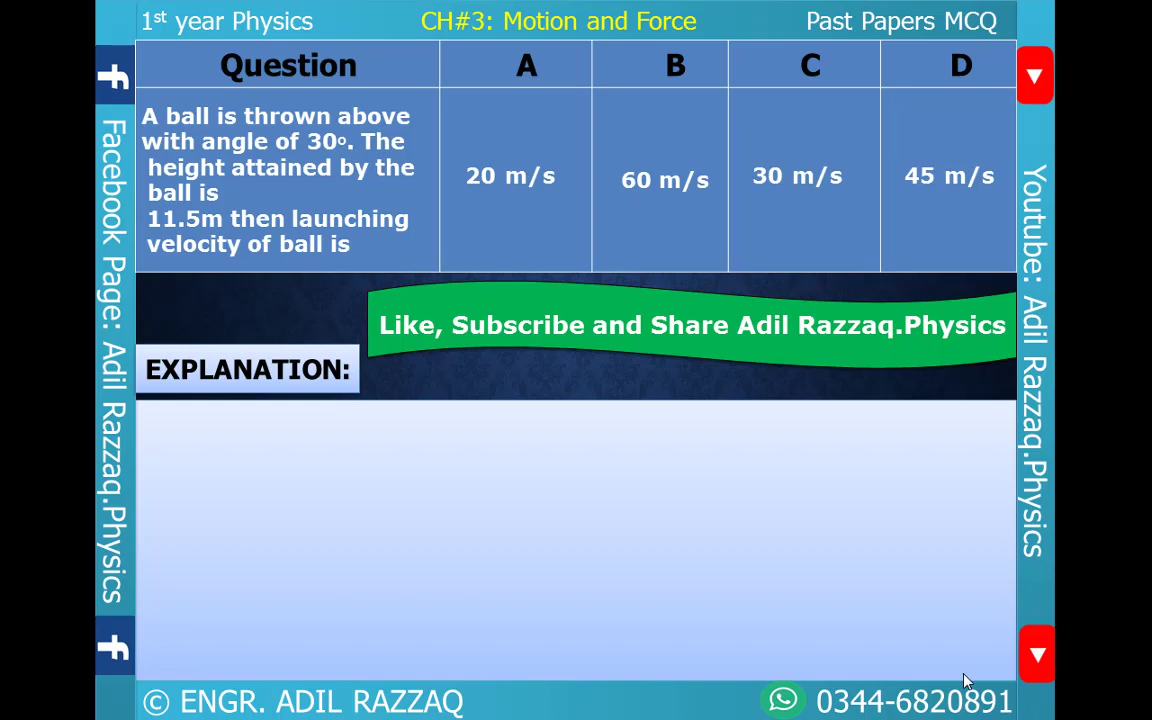 1st year Physics CH#3: Motion and Force Past Papers MCQ
Question A B C D
A ball is thrown above
with angle of 30º. The
height attained by the
ball is
11.5m then launching
velocity of ball is
20 m/s 60 m/s 30 m/s 45 m/s
Like, Subscribe and Share Adil Razzaq.Physics
EXPLANATION:
f
Facebook Page: Adil Razzaq.Physics
f
Youtube: Adil Razzaq.Physics
© ENGR. ADIL RAZZAQ 0344-6820891